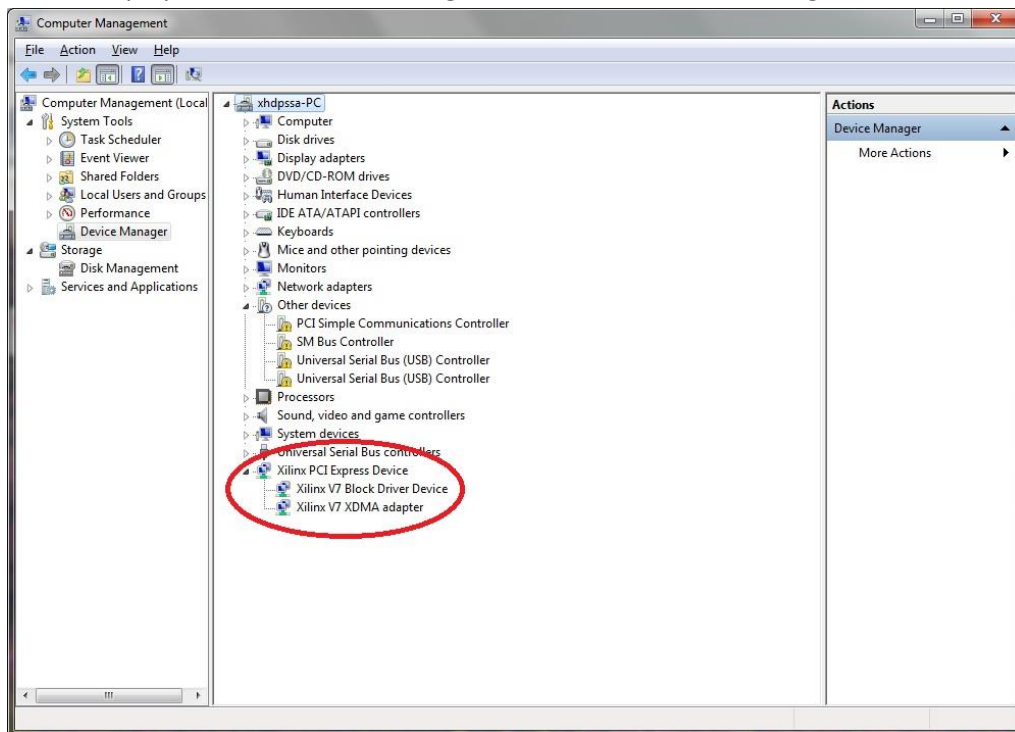 Computer Management
File Action View Help
Computer Management (Local
System Tools
Task Scheduler
Event Viewer
Shared Folders
Local Users and Groups
Performance
Device Manager
Storage
Disk Management
Services and Applications
xhdpssa-PC
Computer
Disk drives
Display adapters
DVD/CD-ROM drives
Human Interface Devices
IDE ATA/ATAPI controllers
Keyboards
Mice and other pointing devices
Monitors
Network adapters
Other devices
PCI Simple Communications Controller
SM Bus Controller
Universal Serial Bus (USB) Controller
Universal Serial Bus (USB) Controller
Processors
Sound, video and game controllers
System devices
Universal Serial Bus controllers
Xilinx PCI Express Device
Xilinx V7 Block Driver Device
Xilinx V7 XDMA adapter
Actions
Device Manager
More Actions